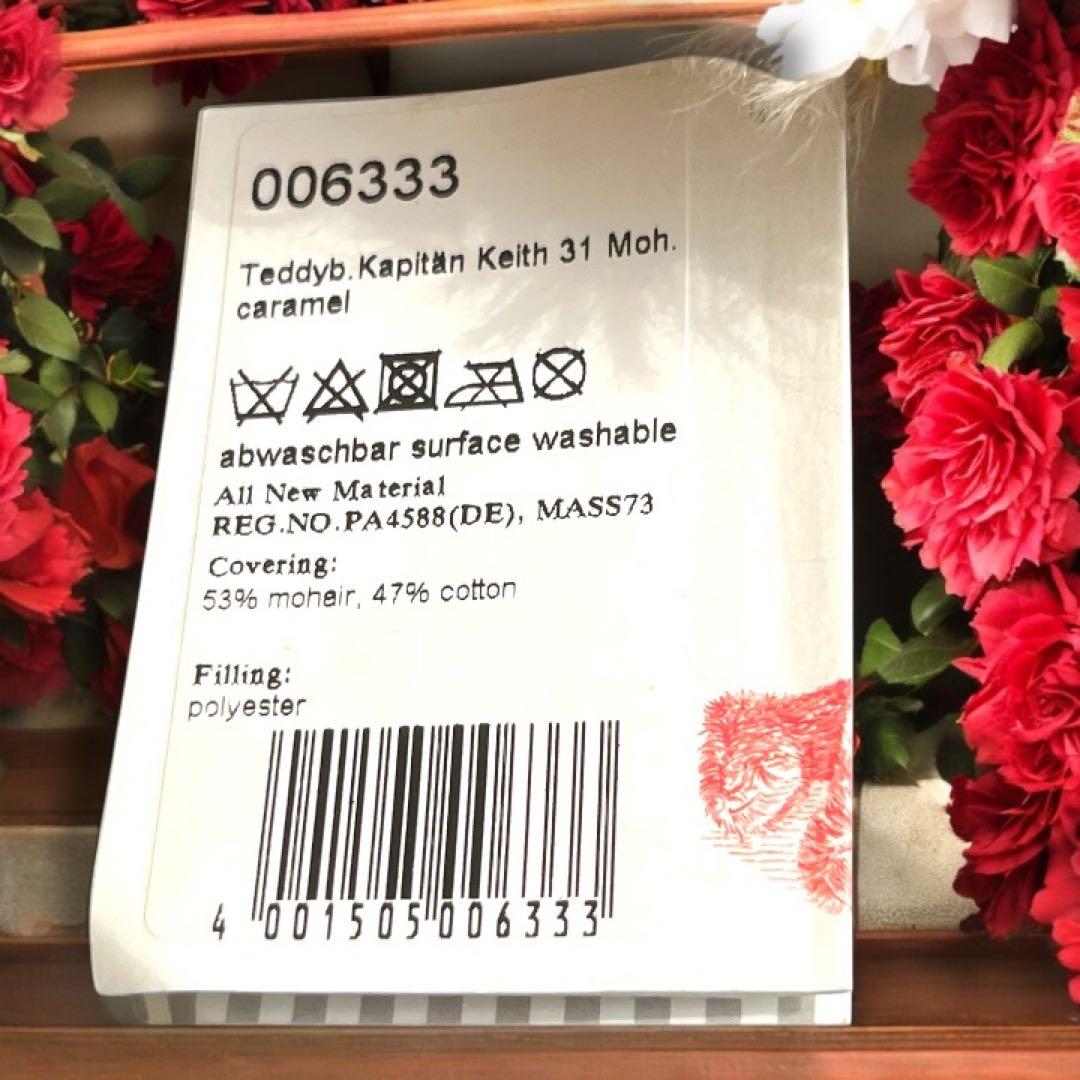 006333
Teddyb.Kapitän Keith 31 Moh.
caramel
abwaschbar surface washable
All New Material
REG.NO.PA4588(DE), MASS73
Covering:
53% mohair, 47% cotton
Filling:
polyester
4 001505 006333